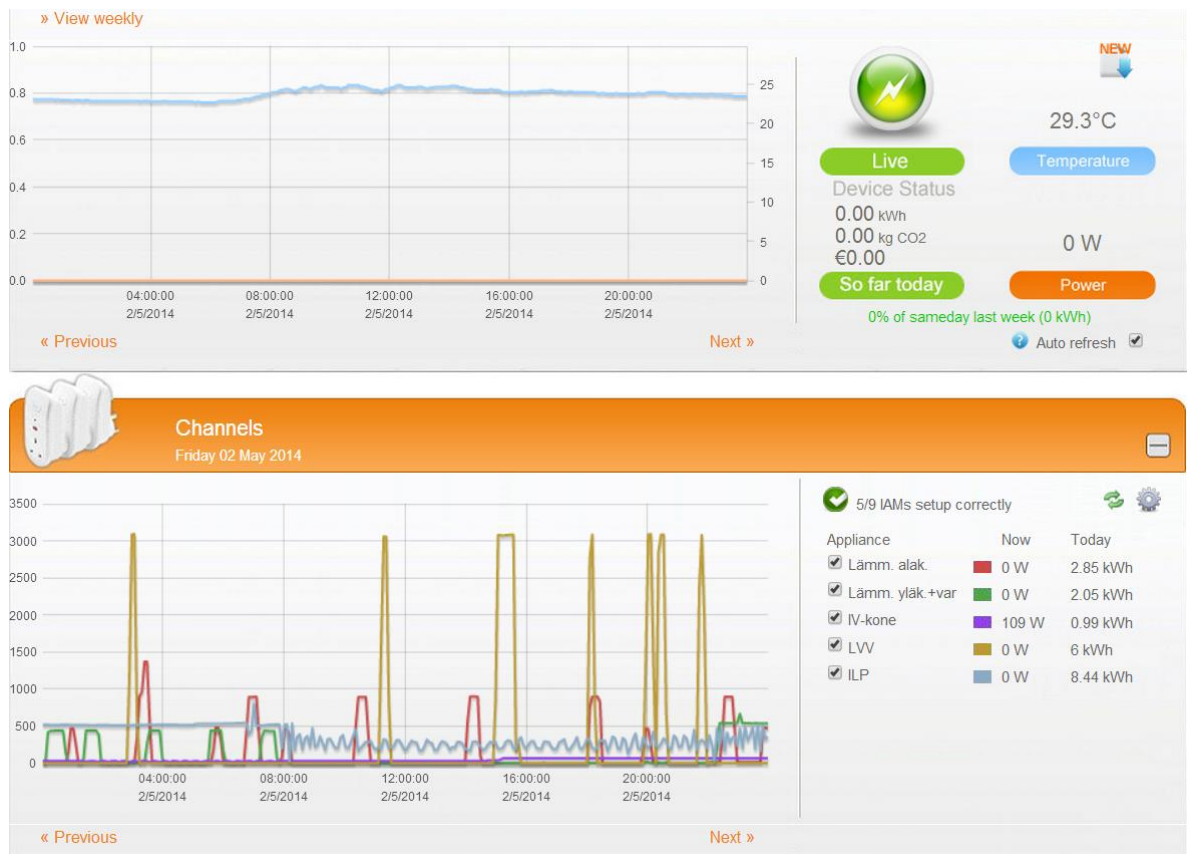 » View weekly
1.0
0.8
0.6
0.4
0.2
0.0
25
20
15
10
5
0
04:00:00 08:00:00 12:00:00 16:00:00 20:00:00
2/5/2014 2/5/2014 2/5/2014 2/5/2014 2/5/2014
« Previous Next »
NEW
29.3°C
Live Temperature
Device Status
0.00 kWh
0.00 kg CO2
€0.00
0 W
So far today Power
0% of sameday last week (0 kWh)
Auto refresh
Channels
Friday 02 May 2014
3500
3000
2500
2000
1500
1000
500
0
04:00:00 08:00:00 12:00:00 16:00:00 20:00:00
2/5/2014 2/5/2014 2/5/2014 2/5/2014 2/5/2014
5/9 IAMs setup correctly
Appliance Now Today
Lämm. alak. 0 W 2.85 kWh
Lämm. yläk.+var 0 W 2.05 kWh
IV-kone 109 W 0.99 kWh
LVV 0 W 6 kWh
ILP 0 W 8.44 kWh
« Previous Next »